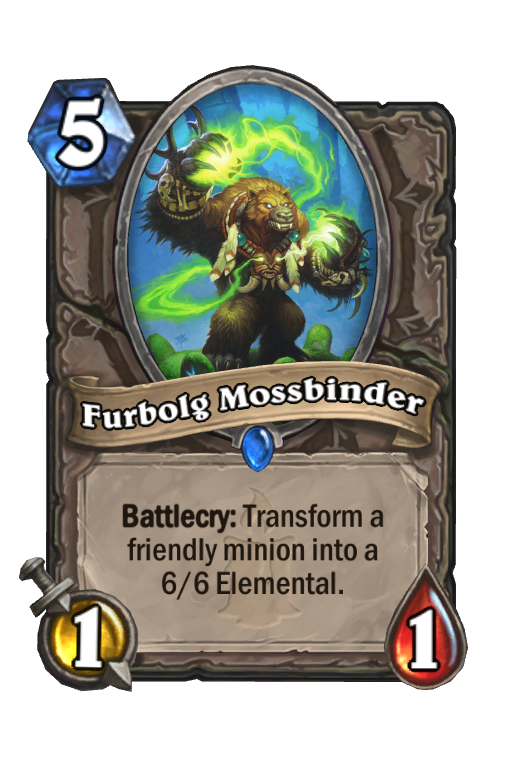 5
Furbolg Mossbinder
Battlecry: Transform a
friendly minion into a
6/6 Elemental.
1
1